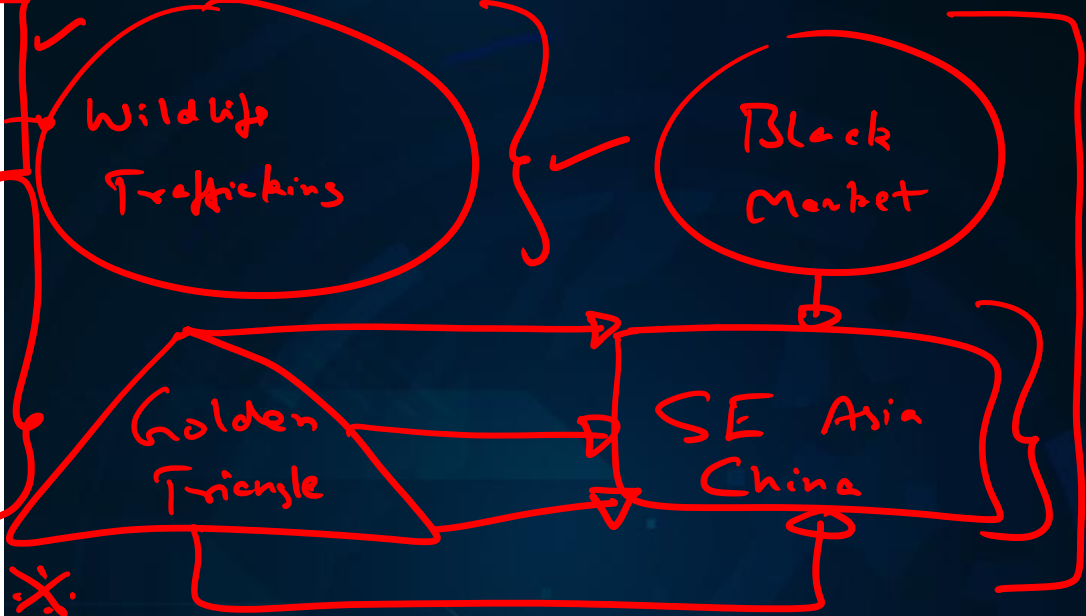 Wildlife
Trafficking
Black
Market
Golden
Triangle
SE Asia
China